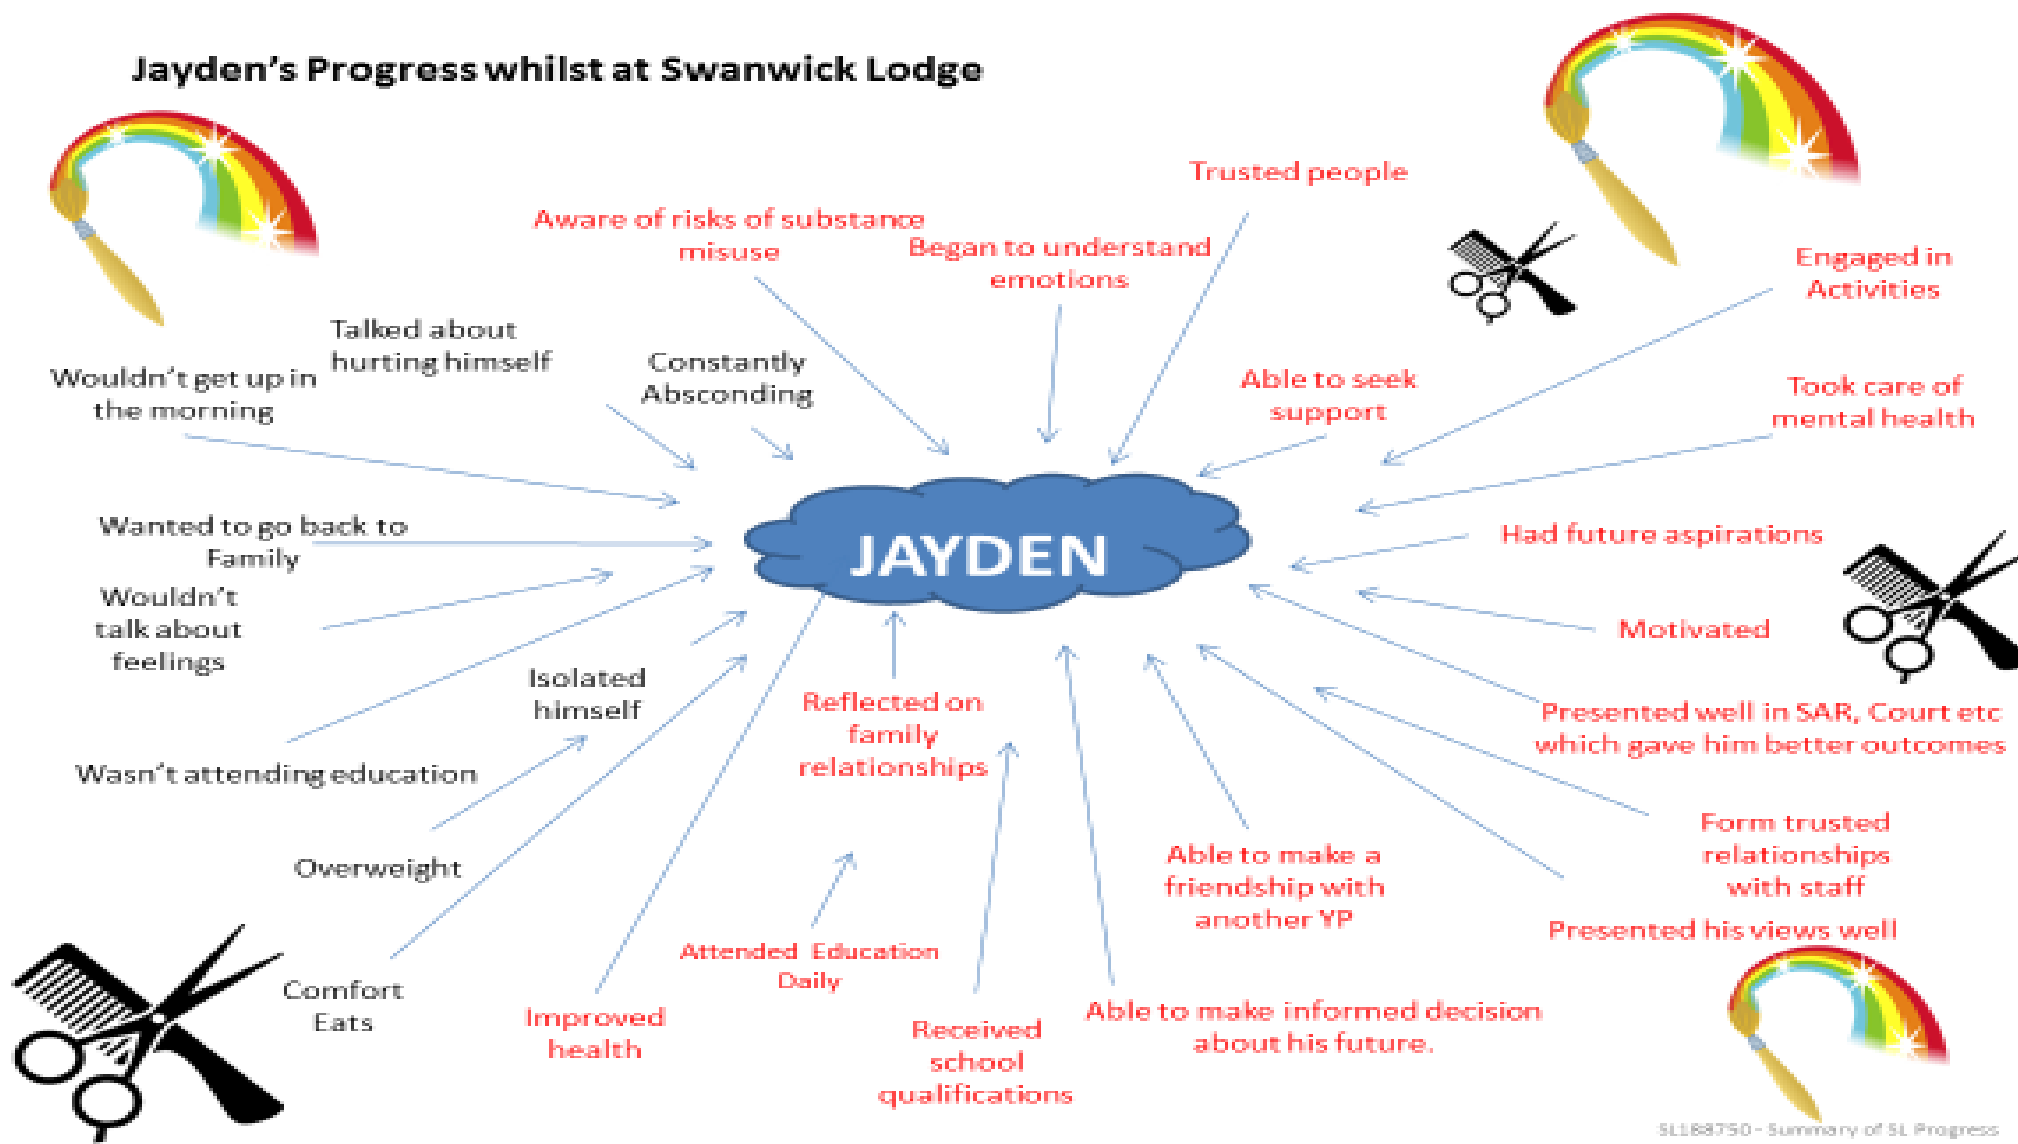 Jayden's Progress whilst at Swanwick Lodge
Trusted people
Aware of risks of substance
misuse
Began to understand
emotions
Engaged in
Activities
Talked about
hurting himself
Constantly
Absconding
Wouldn't get up in
the morning
Able to seek
support
Took care of
mental health
Wanted to go back to
Family
JAYDEN
Had future aspirations
Wouldn't
talk about
feelings
Motivated
Isolated
himself
Reflected on
family
relationships
Presented well in SAR, Court etc
which gave him better outcomes
Wasn't attending education
Overweight
Able to make a
friendship with
another YP
Form trusted
relationships
with staff
Presented his views well
Attended Education
Daily
Comfort
Eats
Improved
health
Received
school
qualifications
Able to make informed decision
about his future.
SL188750 - Summary of SL Progress